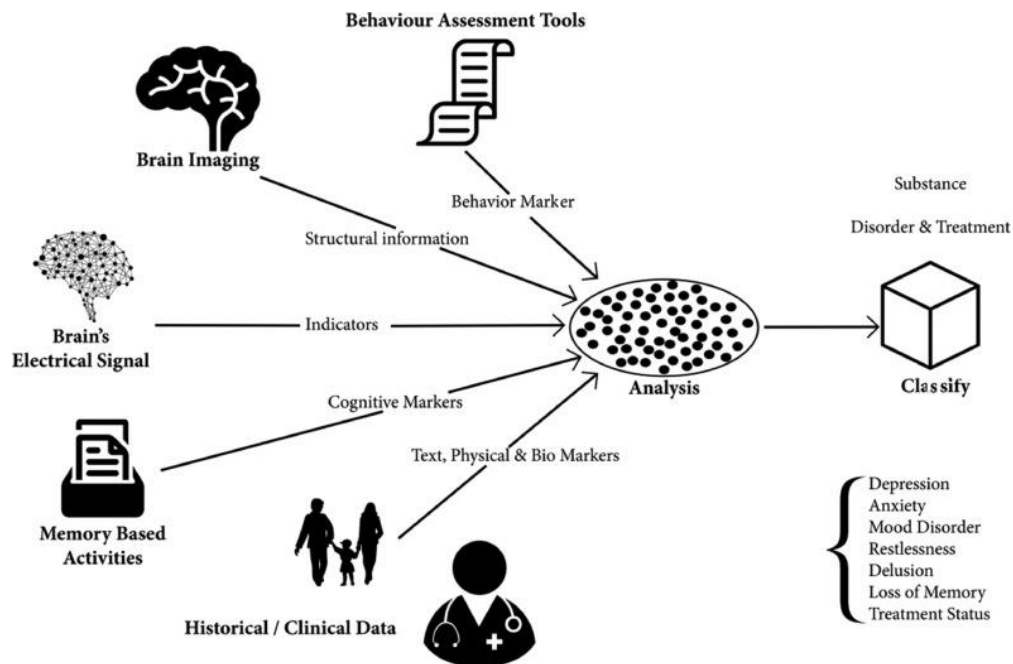 Behaviour Assessment Tools
Brain Imaging
Behavior Marker
Structural information
Substance
Disorder & Treatment
Brain's
Electrical Signal
Indicators
Analysis
Classify
Cognitive Markers
Text, Physical & Bio Markers
Memory Based
Activities
Historical / Clinical Data
Depression
Anxiety
Mood Disorder
Restlessness
Delusion
Loss of Memory
Treatment Status